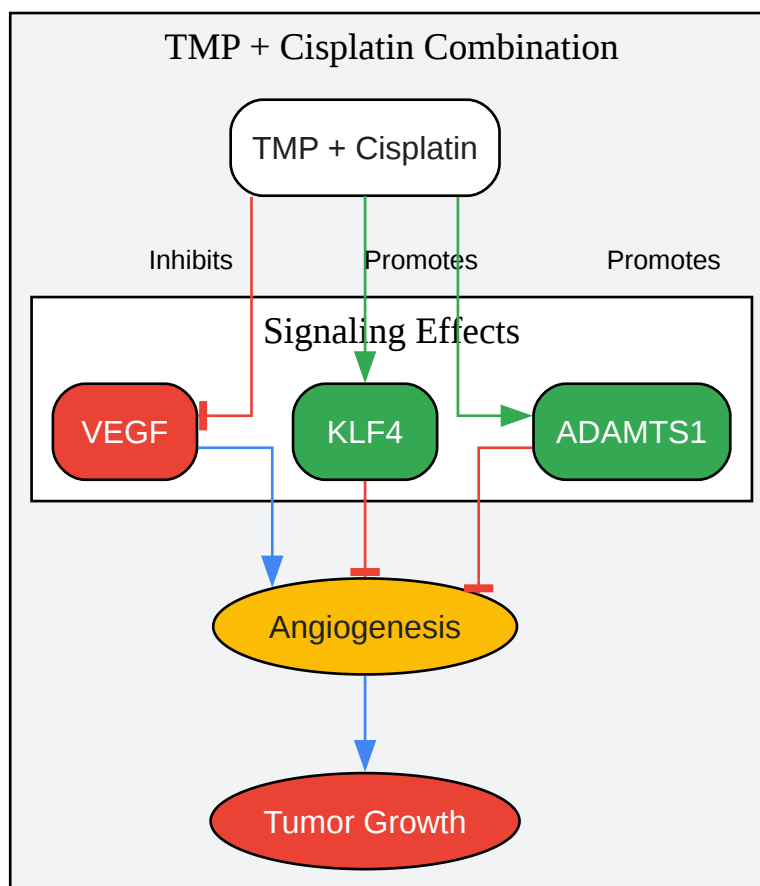 TMP + Cisplatin Combination
TMP + Cisplatin
Inhibits
Promotes
Promotes
Signaling Effects
VEGF
KLF4
ADAMTS1
Angiogenesis
Tumor Growth